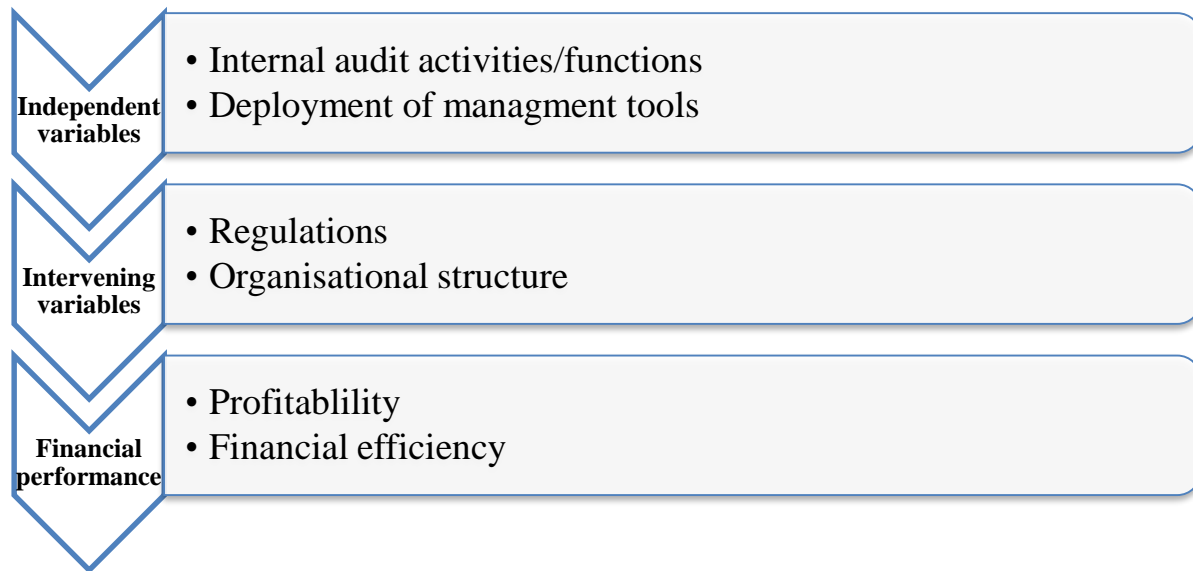 Independent
variables
• Internal audit activities/functions
• Deployment of managment tools
Intervening
variables
• Regulations
• Organisational structure
Financial
performance
• Profitablility
• Financial efficiency